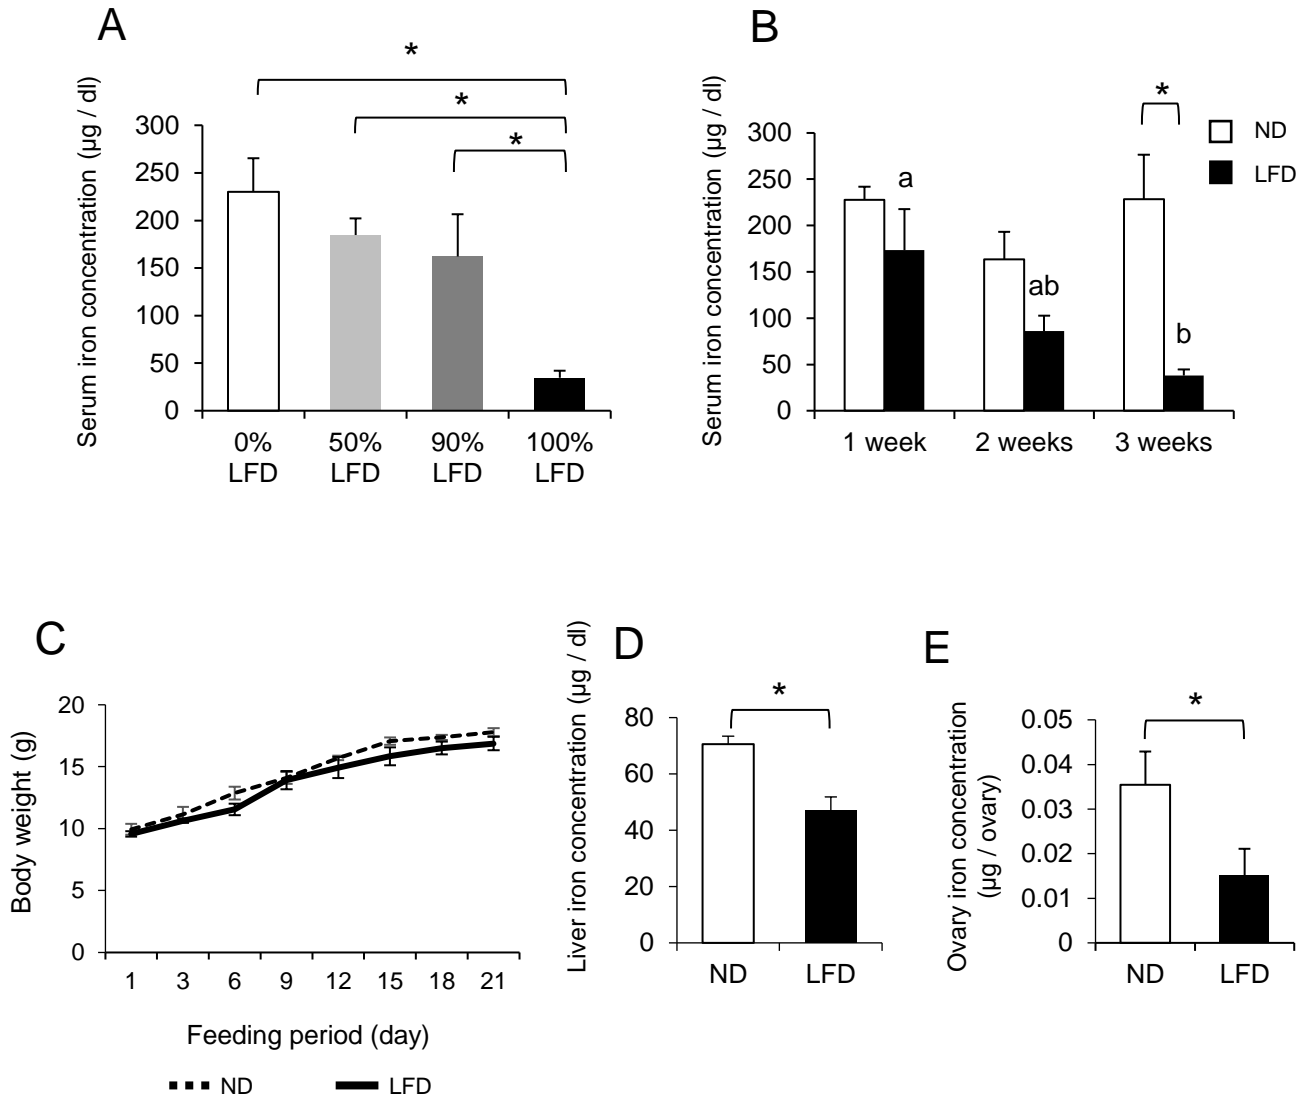 A
*
*
*
Serum iron concentration (µg / dl)
300
250
200
150
100
50
0
0%
LFD
50%
LFD
90%
LFD
100%
LFD
B
*
ND
LFD
Serum iron concentration (µg / dl)
300
250
200
150
100
50
0
a
ab
b
1 week
2 weeks
3 weeks
C
Body weight (g)
20
15
10
5
0
1 3 6 9 12 15 18 21
Feeding period (day)
ND
LFD
D
*
Liver iron concentration (µg / dl)
80
60
40
20
0
ND
LFD
E
*
Ovary iron concentration
(µg / ovary)
0.05
0.04
0.03
0.02
0.01
0
ND
LFD